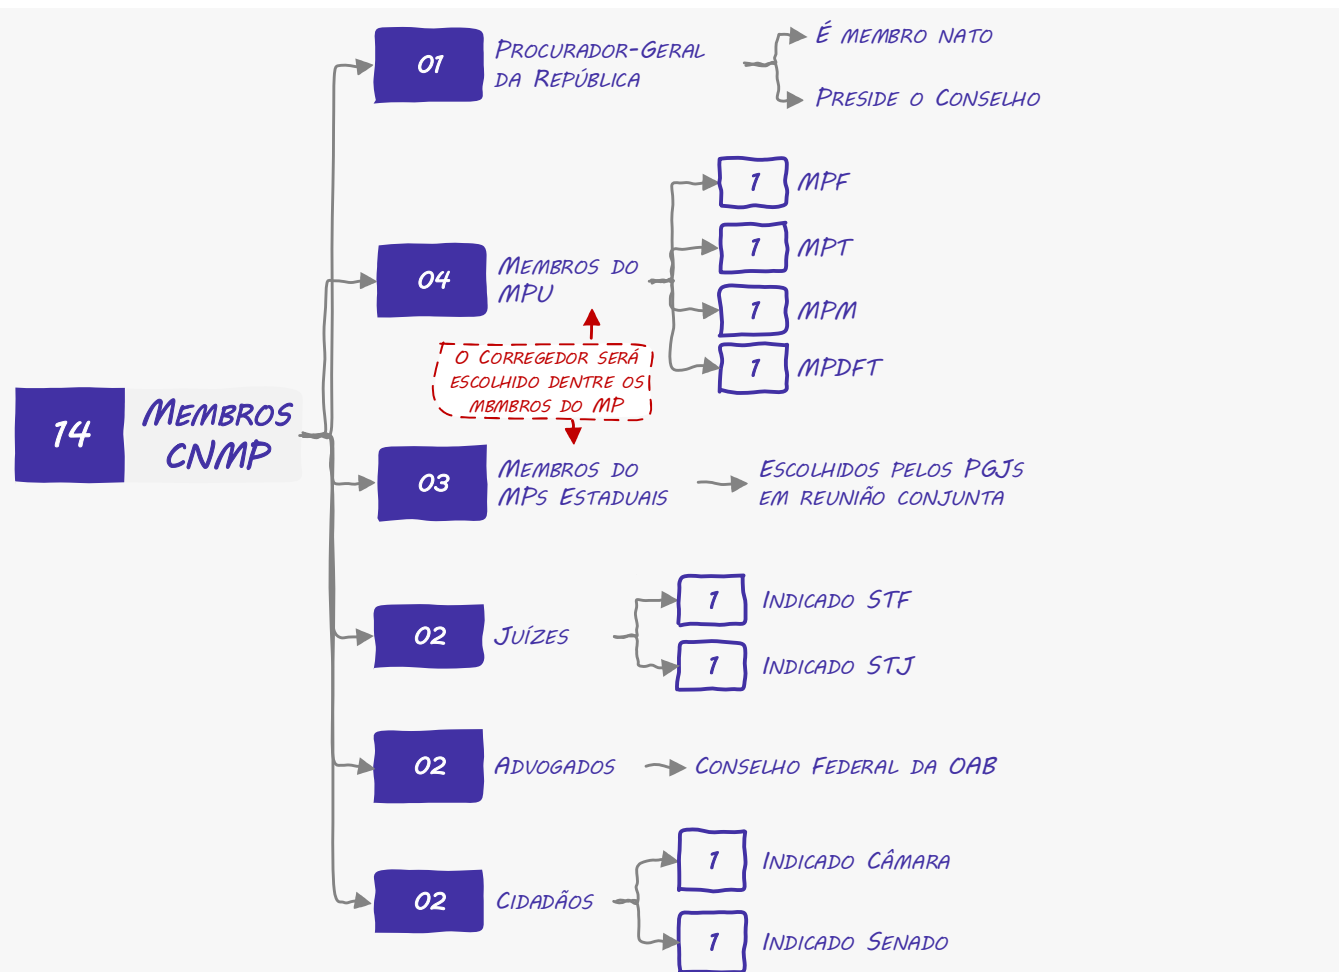 01
Procurador-Geral
da República
É membro nato
Preside o Conselho
04
Membros do
MPU
1 MPF
1 MPT
1 MPM
1 MPDFT
O Corregedor será
escolhido dentre os
mbmbros do MP
14
Membros
CNMP
03
Membros do
MPs Estaduais
Escolhidos pelos PGJs
em reunião conjunta
02
Juízes
1 Indicado STF
1 Indicado STJ
02
Advogados
Conselho Federal da OAB
02
Cidadãos
1 Indicado Câmara
1 Indicado Senado